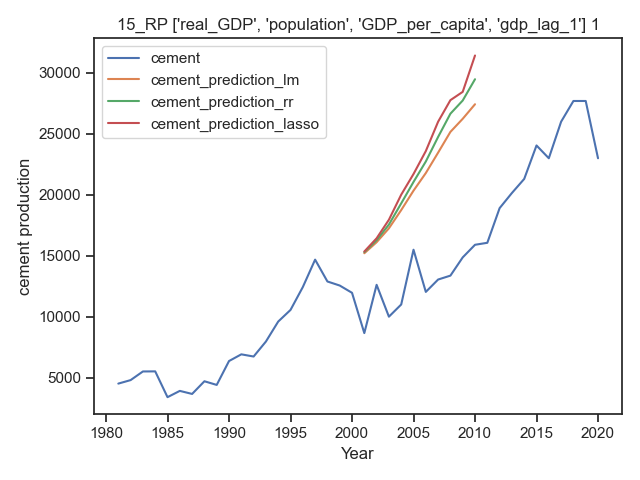 15_RP ['real_GDP', 'population', 'GDP_per_capita', 'gdp_lag_1'] 1
cement
cement_prediction_lm
cement_prediction_rr
cement_prediction_lasso
30000
25000
20000
15000
10000
5000
cement production
1980
1985
1990
1995
2000
2005
2010
2015
2020
Year